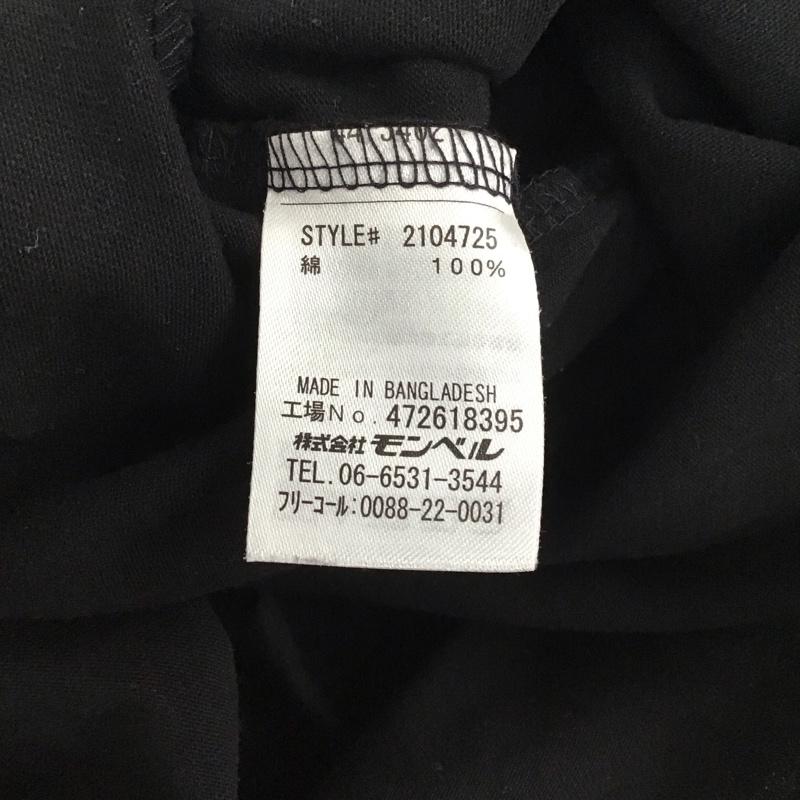 STYLE# 2104725
綿 100%
MADE IN BANGLADESH
工場No. 472618395
株式会社モンベル
TEL. 06-6531-3544
フリーコール:0088-22-0031